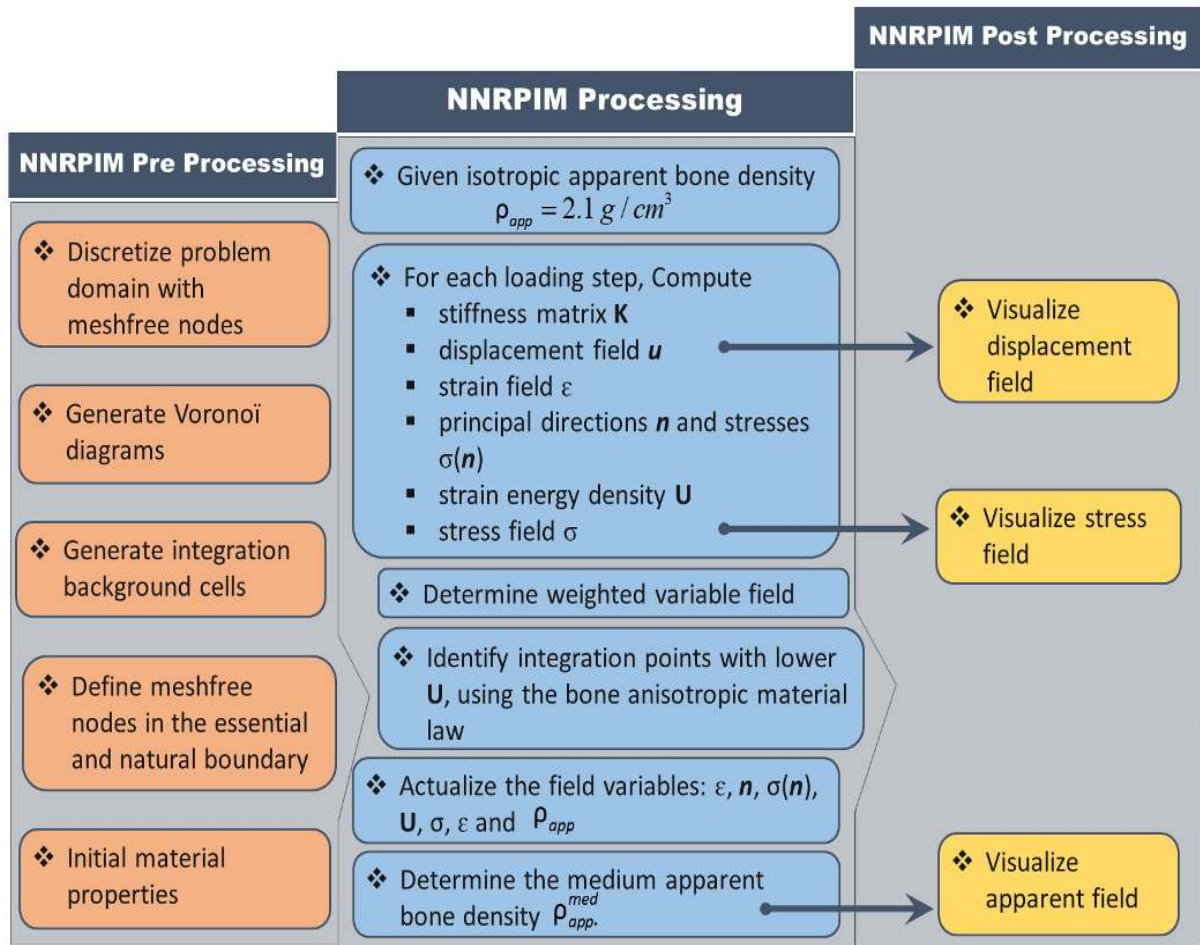 NNRPIM Pre Processing
❖ Discretize problem
domain with
meshfree nodes
❖ Generate Voronoï
diagrams
❖ Generate integration
background cells
❖ Define meshfree
nodes in the essential
and natural boundary
❖ Initial material
properties
NNRPIM Processing
❖ Given isotropic apparent bone density
ρapp = 2.1 g / cm³
❖ For each loading step, Compute
▪ stiffness matrix K
▪ displacement field u
▪ strain field ε
▪ principal directions n and stresses
σ(n)
▪ strain energy density U
▪ stress field σ
❖ Determine weighted variable field
❖ Identify integration points with lower
U, using the bone anisotropic material
law
❖ Actualize the field variables: ε, n, σ(n),
U, σ, ε and ρapp
❖ Determine the medium apparent
bone density ρapp^med.
NNRPIM Post Processing
❖ Visualize
displacement
field
❖ Visualize stress
field
❖ Visualize
apparent field